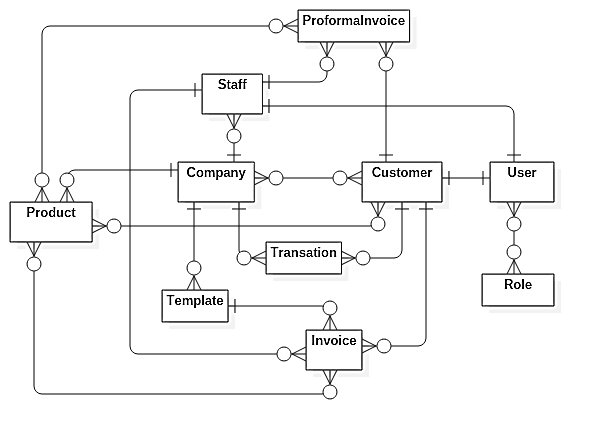 ProformaInvoice
Staff
Company
Customer
User
Product
Transation
Role
Template
Invoice